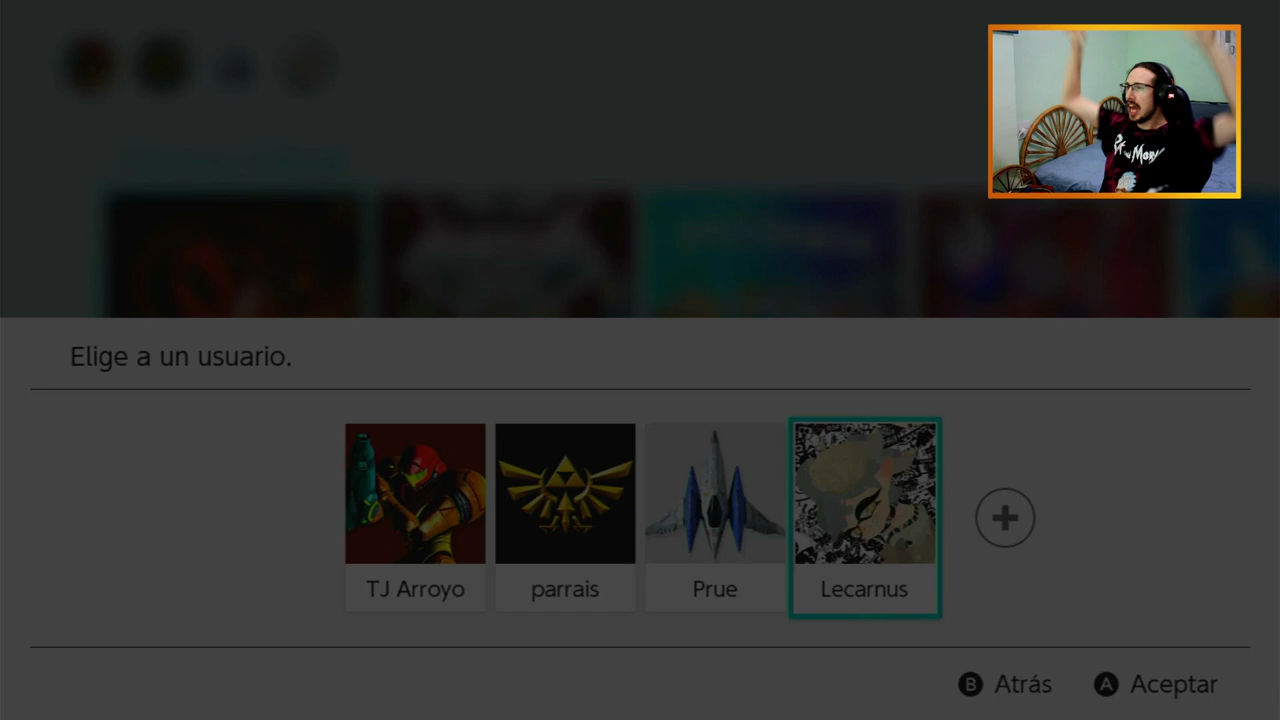 Elige a un usuario.
TJ Arroyo
parrais
Prue
Lecarnus
B Atrás
A Aceptar